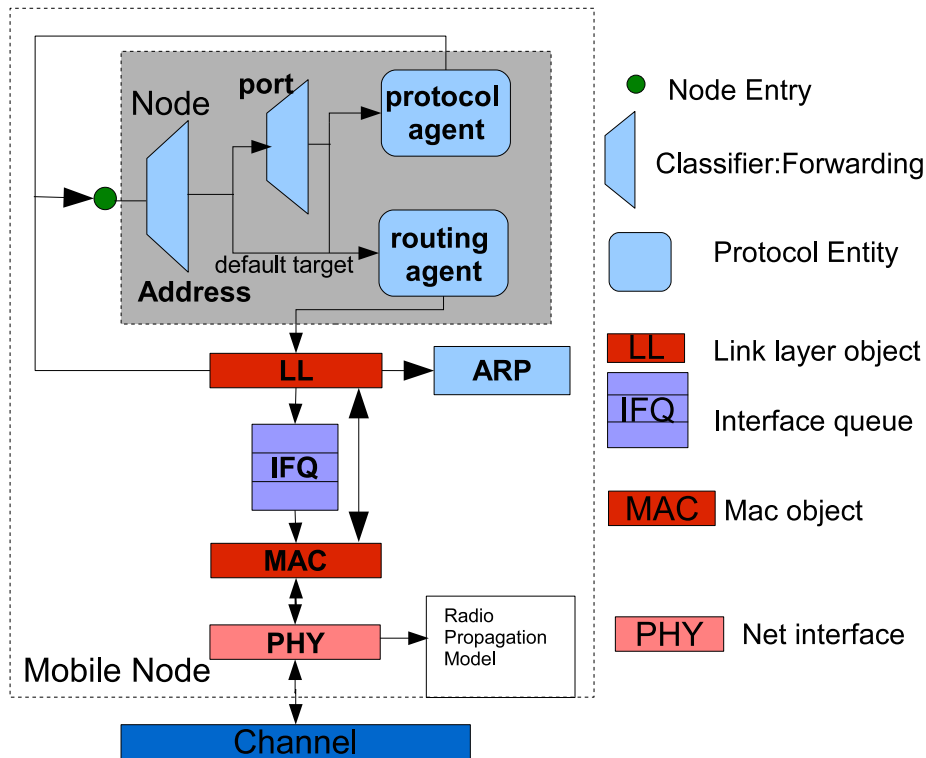 port
Node
protocol
agent
routing
agent
default target
Address
LL
ARP
IFQ
MAC
PHY
Radio
Propagation
Model
Mobile Node
Channel
Node Entry
Classifier:Forwarding
Protocol Entity
LL
Link layer object
IFQ
Interface queue
MAC
Mac object
PHY
Net interface